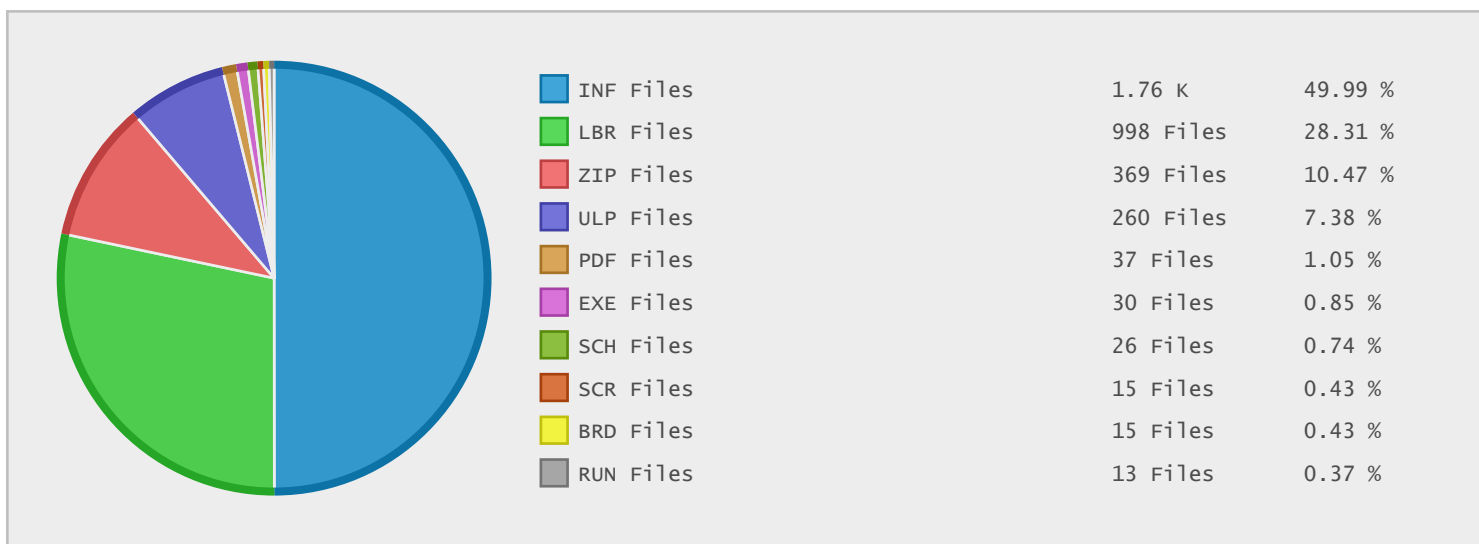 INF Files 1.76 K 49.99 %
LBR Files 998 Files 28.31 %
ZIP Files 369 Files 10.47 %
ULP Files 260 Files 7.38 %
PDF Files 37 Files 1.05 %
EXE Files 30 Files 0.85 %
SCH Files 26 Files 0.74 %
SCR Files 15 Files 0.43 %
BRD Files 15 Files 0.43 %
RUN Files 13 Files 0.37 %